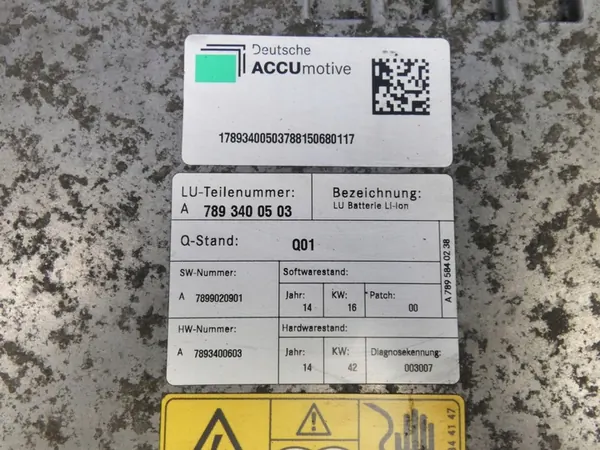 Deutsche
ACCUmotive
17893400503788150680117
LU-Teilenummer:
A 789 340 05 03
Bezeichnung:
LU Batterie Li-Ion
Q-Stand: Q01
A 789 584 02 38
SW-Nummer:
A 7899020901
Softwarestand:
Jahr: KW: Patch:
14 16 00
HW-Nummer:
A 7893400603
Hardwarestand:
Jahr: KW: Diagnosekennung:
14 42 003007